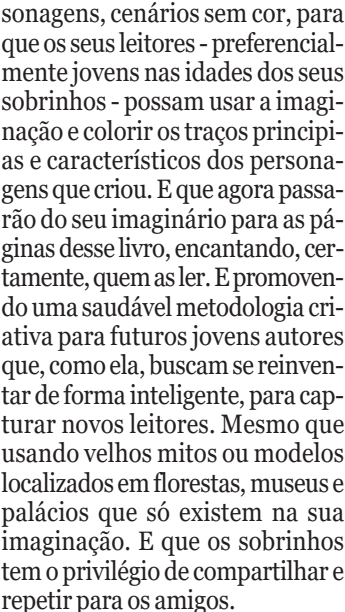 sonagens, cenários sem cor, para
que os seus leitores - preferencial-
mente jovens nas idades dos seus
sobrinhos - possam usar a imagi-
nação e colorir os traços principi-
as e característicos dos persona-
gens que criou. E que agora passa-
rão do seu imaginário para as pá-
ginas desse livro, encantando, cer-
tamente, quem as ler. E promoven-
do uma saudável metodologia cri-
ativa para futuros jovens autores
que, como ela, buscam se reinven-
tar de forma inteligente, para cap-
turar novos leitores. Mesmo que
usando velhos mitos ou modelos
localizados em florestas, museus e
palácios que só existem na sua
imaginação. E que os sobrinhos
tem o privilégio de compartilhar e
repetir para os amigos.